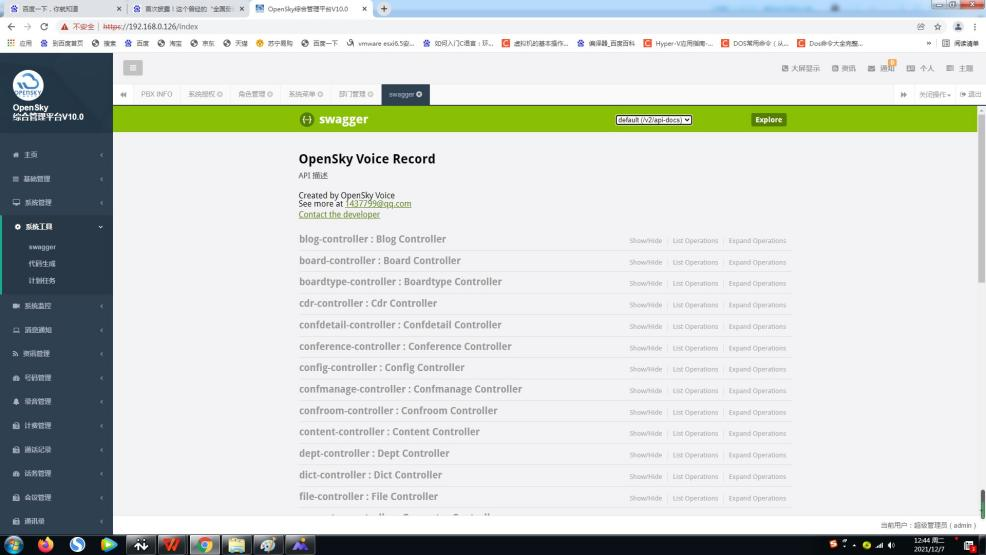 百度一下，你就知道
首次披露！这个曾经的“全国贫
OpenSky综合管理平台V10.0
不安全 | https://192.168.0.126/index
应用
到百度首页
搜索
百度
淘宝
京东
天猫
苏宁易购
百度一下
vmware esxi6.5安...
如何入门C语言：环...
虚拟机的基本操作...
偏译器_百度百科
Hyper-V应用指南-...
DOS常用命令（从...
Dos命令大全完整...
»
阅读清单
OPENSKY
OpenSky
综合管理平台V10.0
大屏显示
资讯
通知
个人
主题
PBX INFO
系统授权
角色管理
系统菜单
部门管理
swagger
关闭操作
退出
主页
基础管理
系统管理
系统工具
swagger
代码生成
计划任务
系统监控
消息通知
资讯管理
号码管理
录音管理
计费管理
通话记录
话务管理
会议管理
通讯录
{-} swagger
default (/v2/api-docs)
Explore
OpenSky Voice Record
API 描述
Created by OpenSky Voice
See more at 1437799@qq.com
Contact the developer
blog-controller : Blog Controller Show/Hide List Operations Expand Operations
board-controller : Board Controller Show/Hide List Operations Expand Operations
boardtype-controller : Boardtype Controller Show/Hide List Operations Expand Operations
cdr-controller : Cdr Controller Show/Hide List Operations Expand Operations
confdetail-controller : Confdetail Controller Show/Hide List Operations Expand Operations
conference-controller : Conference Controller Show/Hide List Operations Expand Operations
config-controller : Config Controller Show/Hide List Operations Expand Operations
confmanage-controller : Confmanage Controller Show/Hide List Operations Expand Operations
confroom-controller : Confroom Controller Show/Hide List Operations Expand Operations
content-controller : Content Controller Show/Hide List Operations Expand Operations
dept-controller : Dept Controller Show/Hide List Operations Expand Operations
dict-controller : Dict Controller Show/Hide List Operations Expand Operations
file-controller : File Controller Show/Hide List Operations Expand Operations
当前用户：超级管理员（admin）
12:44 周二
2021/12/7